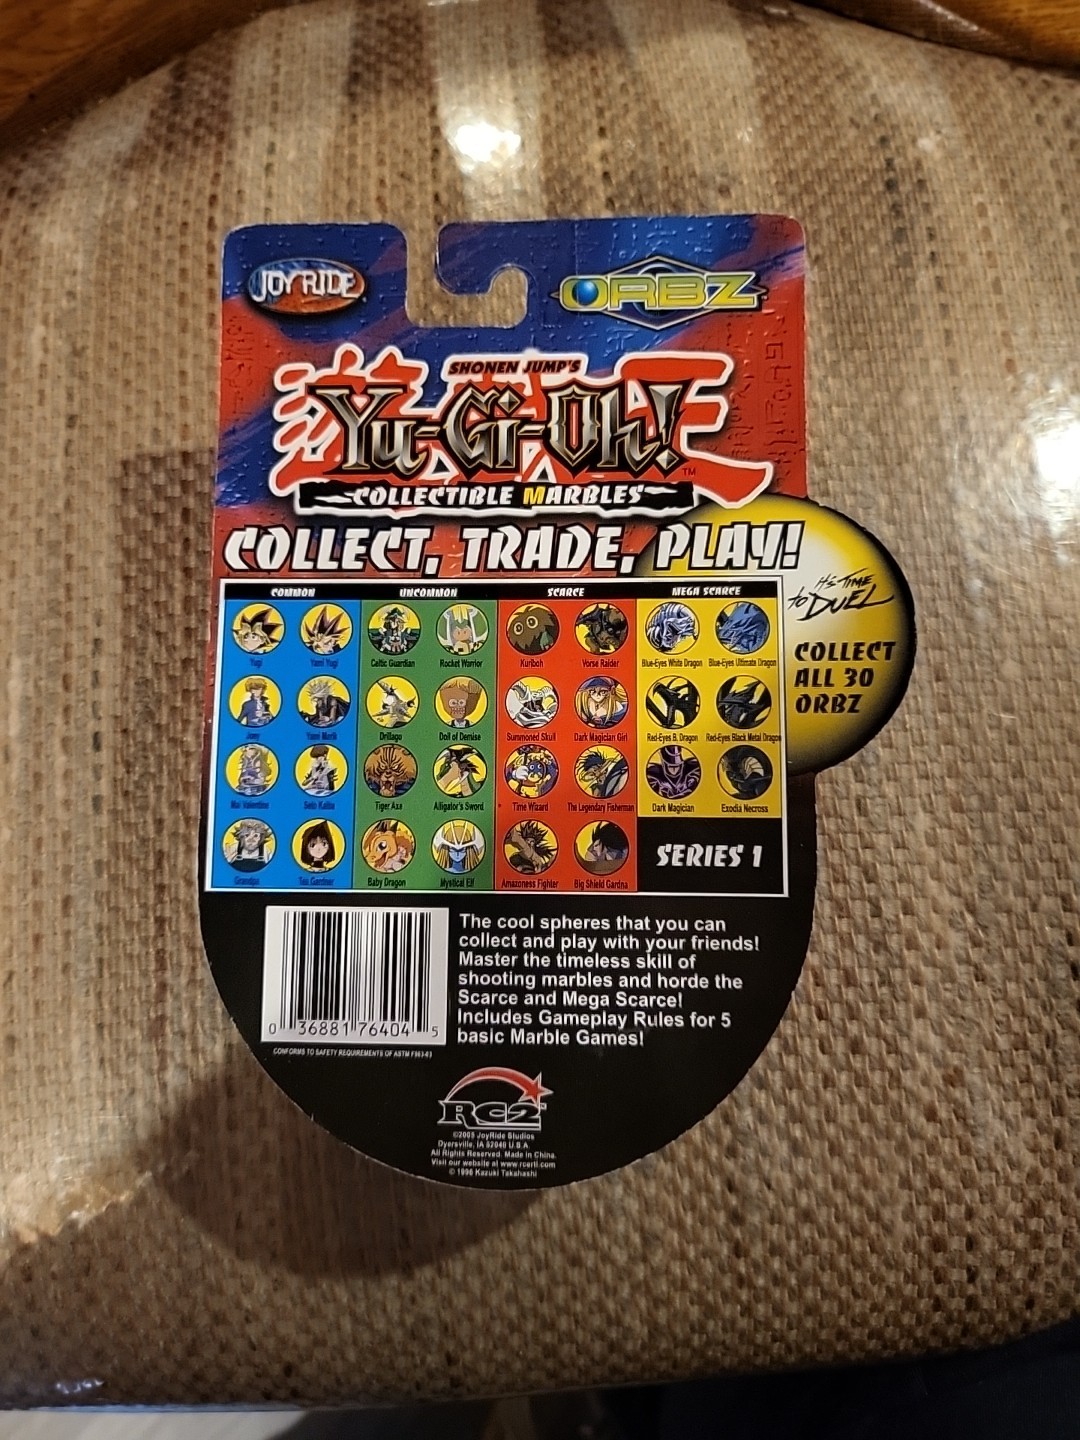 JOYRIDE
ORBZ
SHONEN JUMP'S
Yu-Gi-Oh!
TM
COLLECTIBLE MARBLES
COLLECT, TRADE, PLAY!
It's TIME
to DUEL
COLLECT
ALL 30
ORBZ
COMMON UNCOMMON SCARCE MEGA SCARCE
Yugi Yami Yugi Celtic Guardian Rocket Warrior Kuriboh Vorse Raider Blue-Eyes White Dragon Blue-Eyes Ultimate Dragon
Joey Yami Marik Drillago Doll of Demise Summoned Skull Dark Magician Girl Red-Eyes B. Dragon Red-Eyes Black Metal Dragon
Mai Valentine Seto Kaiba Tiger Axe Alligator's Sword Time Wizard The Legendary Fisherman Dark Magician Exodia Necross
Grandpa Tea Gardner Baby Dragon Mystical Elf Amazoness Fighter Big Shield Gardna
SERIES 1
The cool spheres that you can
collect and play with your friends!
Master the timeless skill of
shooting marbles and horde the
Scarce and Mega Scarce!
Includes Gameplay Rules for 5
basic Marble Games!
0 36881 76404 5
CONFORMS TO SAFETY REQUIREMENTS OF ASTM F963-03
RC2
©2005 JoyRide Studios
Dyersville, IA 52040 U.S.A.
All Rights Reserved. Made in China.
Visit our website at www.rcertl.com
© 1996 Kazuki Takahashi